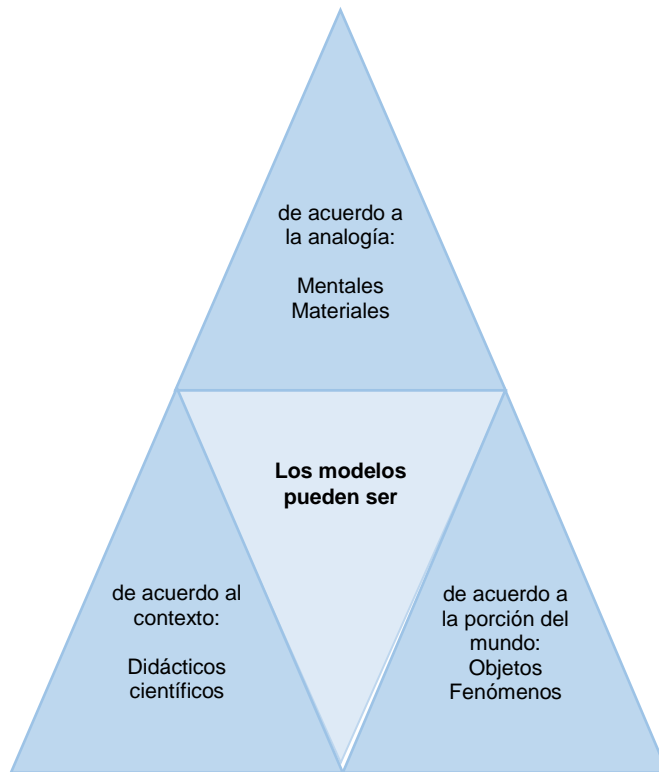 de acuerdo a
la analogía:
Mentales
Materiales
Los modelos
pueden ser
de acuerdo al
contexto:
Didácticos
científicos
de acuerdo a
la porción del
mundo:
Objetos
Fenómenos